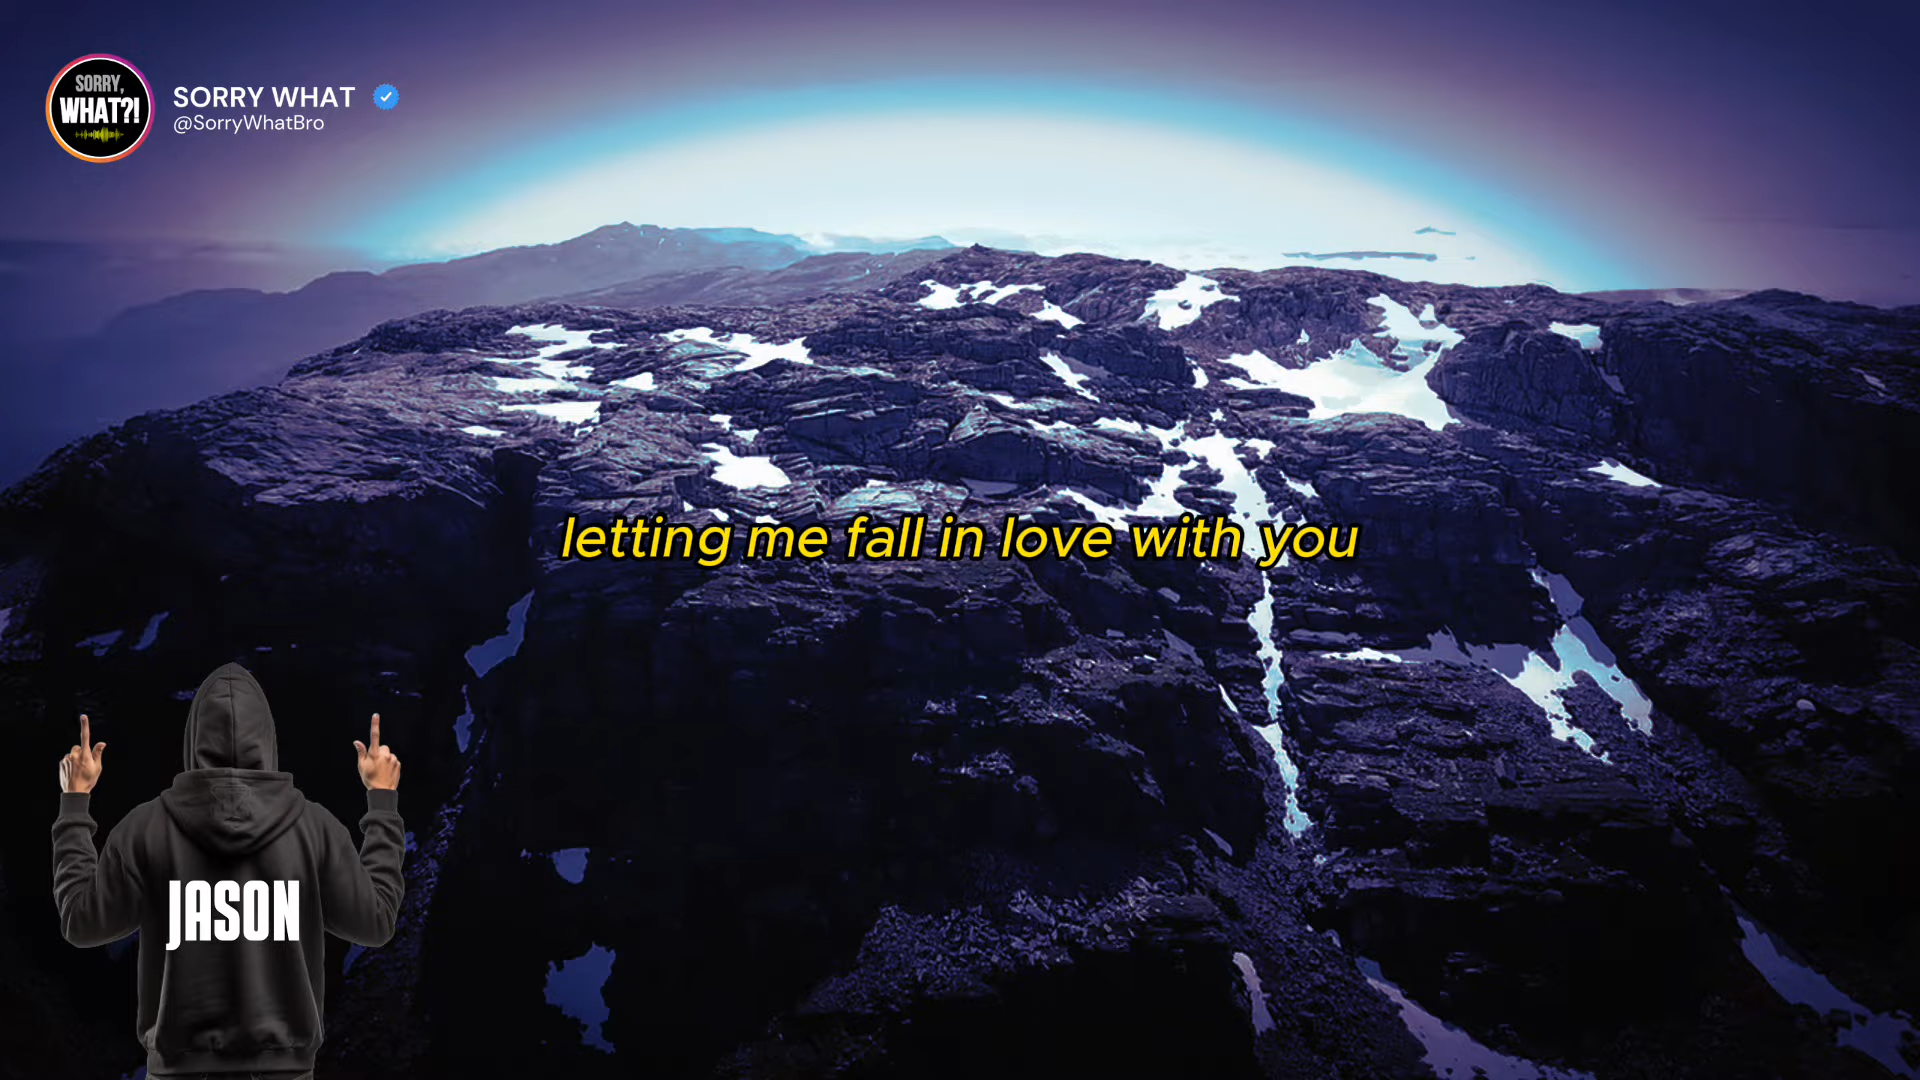 SORRY,
WHAT?!
SORRY WHAT
@SorryWhatBro
letting me fall in love with you
JASON